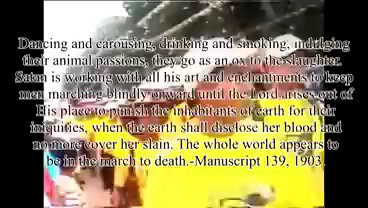 Dancing and carousing, drinking and smoking, indulging
their animal passions, they go as an ox to the slaughter.
Satan is working with all his art and enchantments to keep
men marching blindly onward until the Lord arises out of
His place to punish the inhabitants of earth for their
iniquities, when the earth shall disclose her blood and
no more cover her slain. The whole world appears to
be in the march to death.-Manuscript 139, 1903.